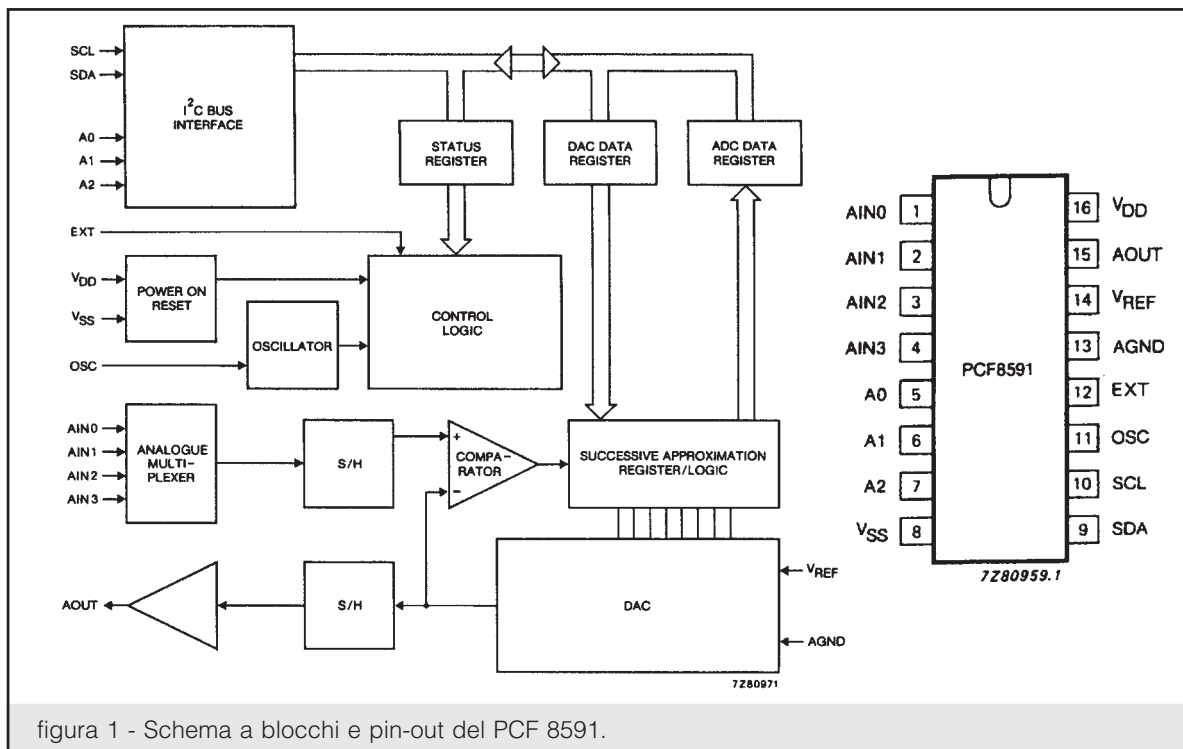 SCL
SDA
A0
A1
A2
I²C BUS
INTERFACE
STATUS
REGISTER
DAC DATA
REGISTER
ADC DATA
REGISTER
EXT
VDD
VSS
POWER ON
RESET
OSC
OSCILLATOR
CONTROL
LOGIC
AIN0
AIN1
AIN2
AIN3
ANALOGUE
MULTI-
PLEXER
S/H
+
−
COMPA-
RATOR
SUCCESSIVE APPROXIMATION
REGISTER/LOGIC
AOUT
S/H
DAC
VREF
AGND
7Z80971
AIN0 1
AIN1 2
AIN2 3
AIN3 4
A0 5
A1 6
A2 7
VSS 8
PCF8591
16 VDD
15 AOUT
14 VREF
13 AGND
12 EXT
11 OSC
10 SCL
9 SDA
7Z80959.1
figura 1 - Schema a blocchi e pin-out del PCF 8591.